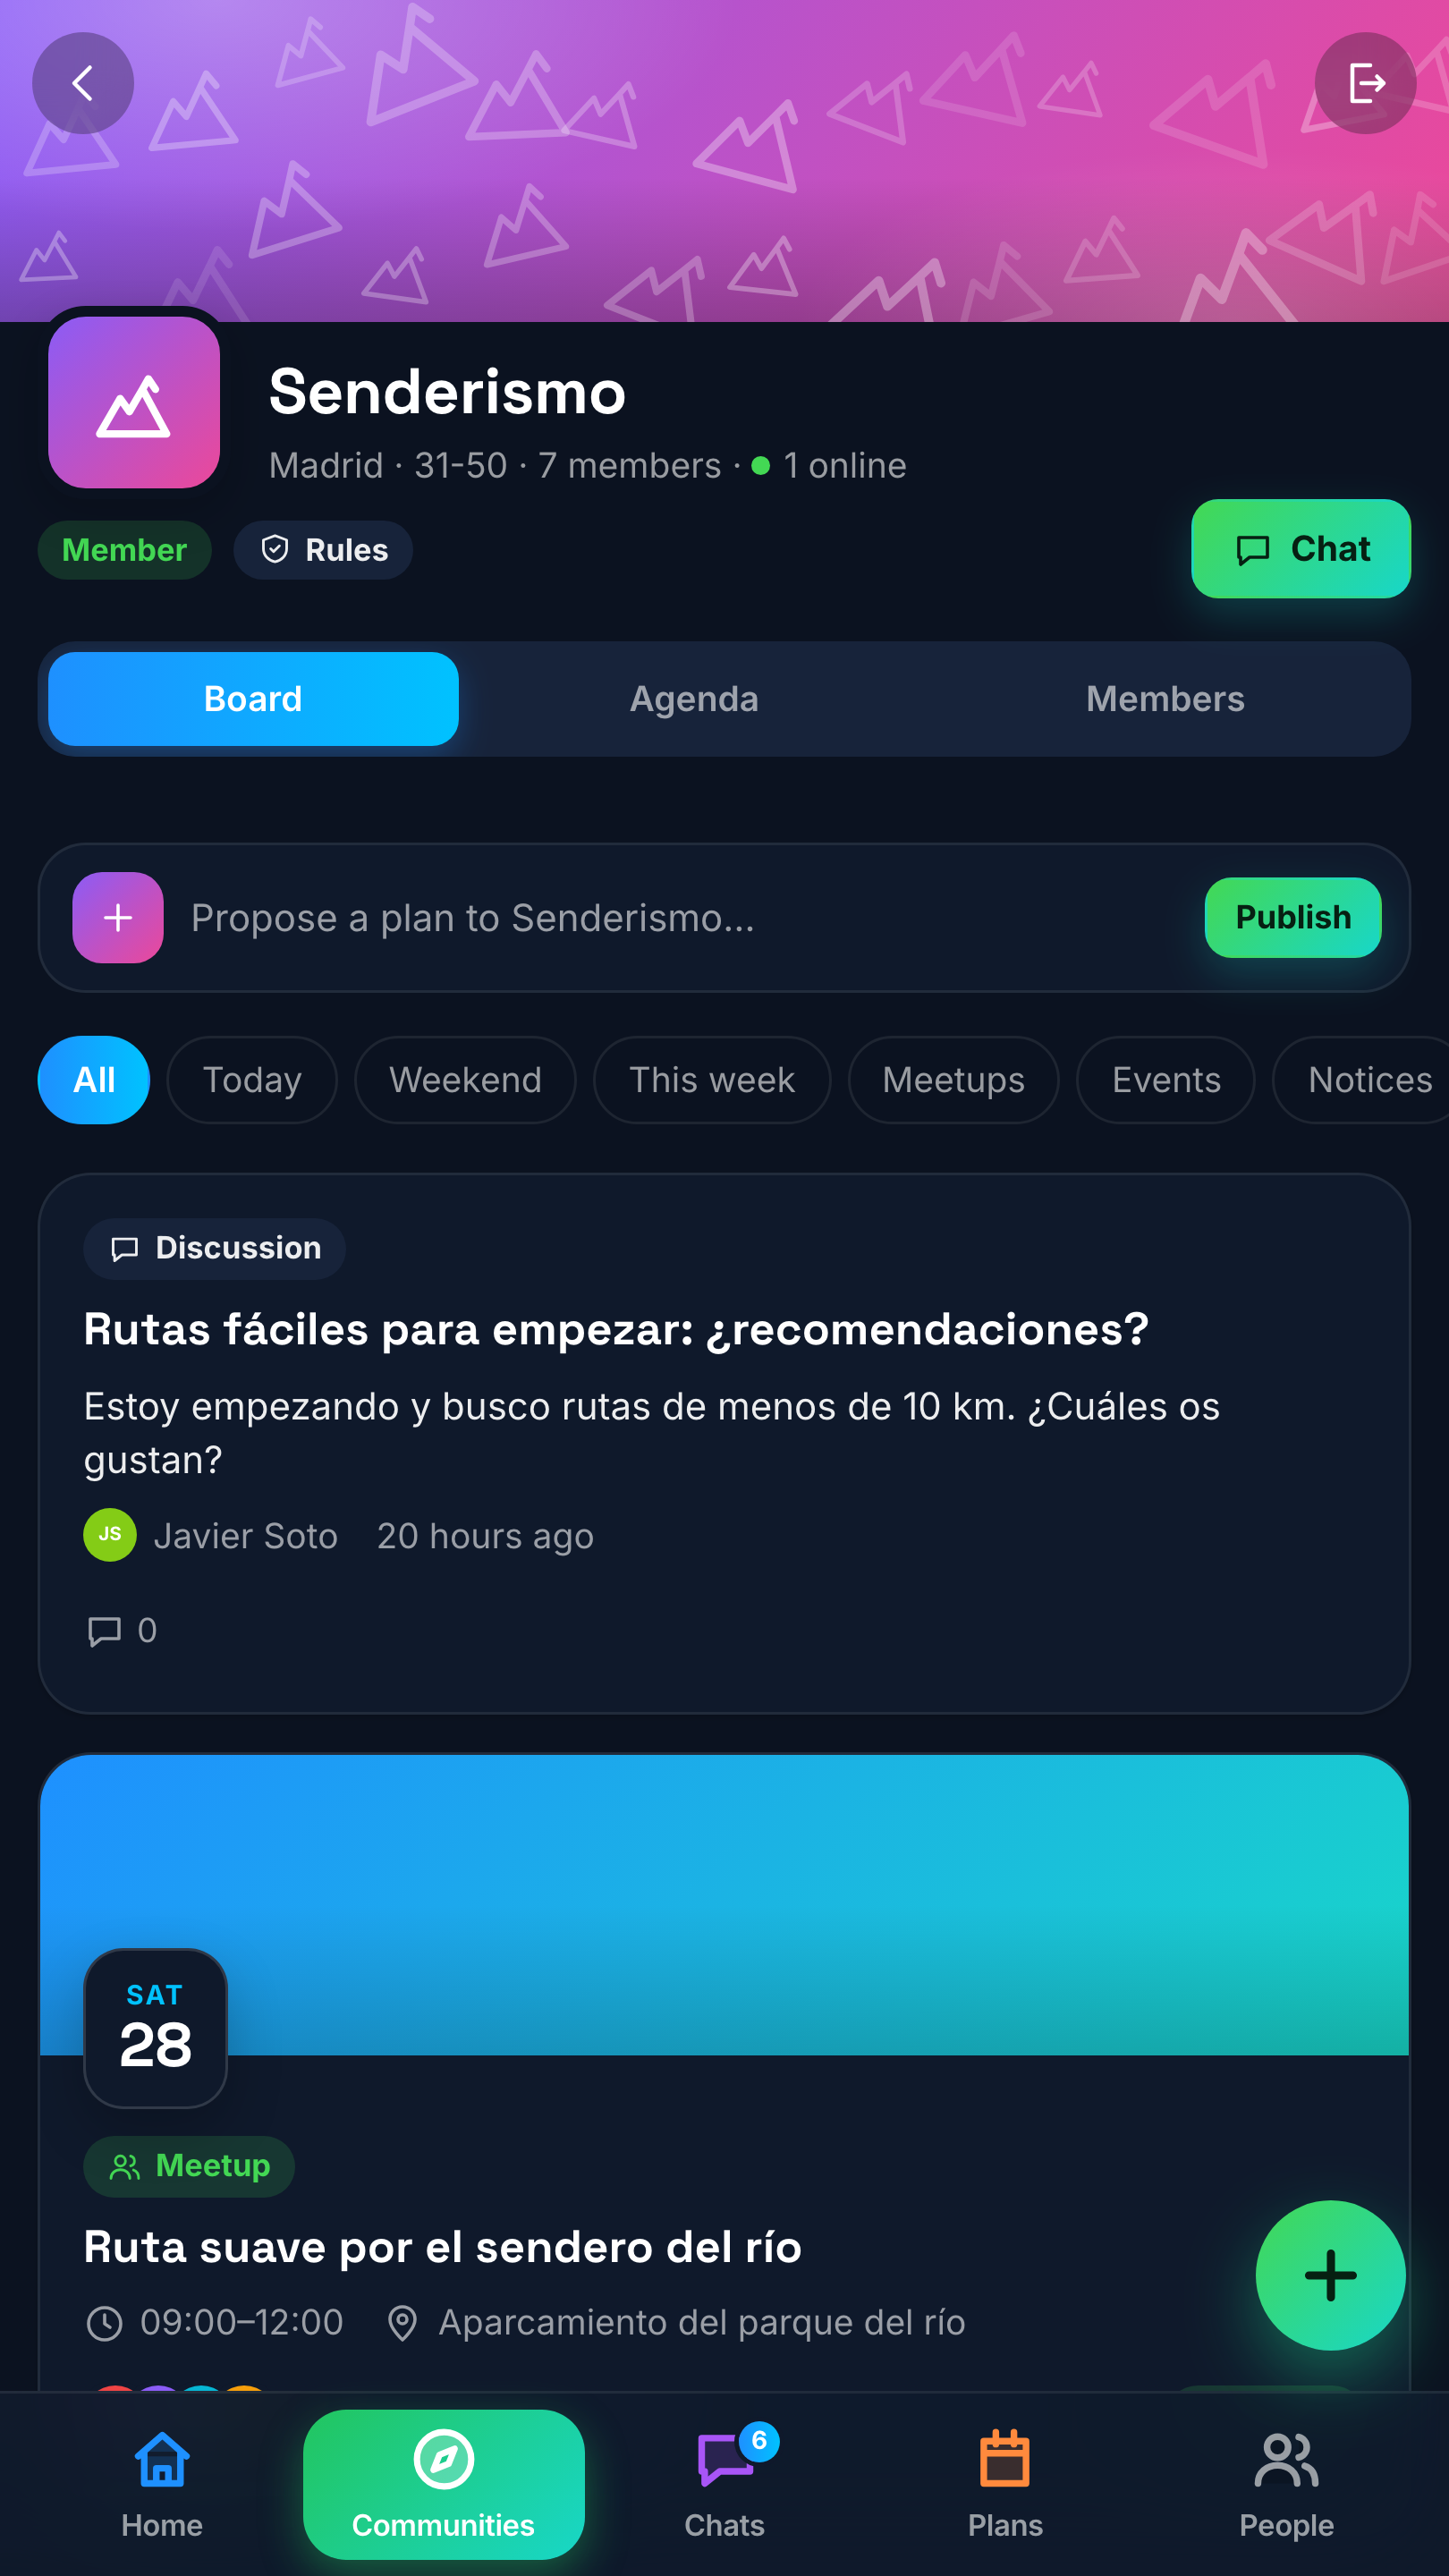 Senderismo
Madrid · 31-50 · 7 members · 1 online
Member
Rules
Chat
Board
Agenda
Members
Propose a plan to Senderismo...
Publish
All
Today
Weekend
This week
Meetups
Events
Notices
Discussion
Rutas fáciles para empezar: ¿recomendaciones?
Estoy empezando y busco rutas de menos de 10 km. ¿Cuáles os
gustan?
JS
Javier Soto
20 hours ago
0
SAT
28
Meetup
Ruta suave por el sendero del río
09:00–12:00
Aparcamiento del parque del río
6
Home
Communities
Chats
Plans
People